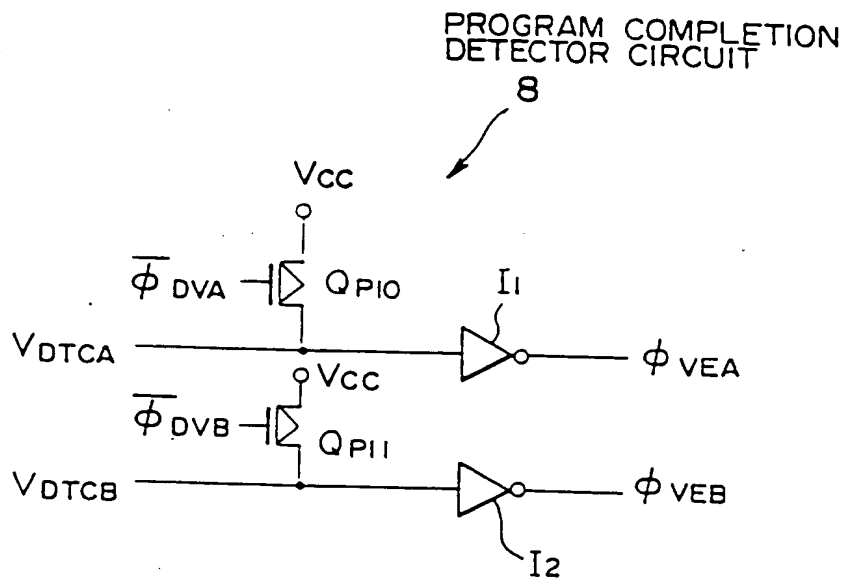 PROGRAM COMPLETION
DETECTOR CIRCUIT
8
VCC
φ̅DVA
QP10
I1
VDTCA
φVEA
VCC
φ̅DVB
QP11
VDTCB
φVEB
I2